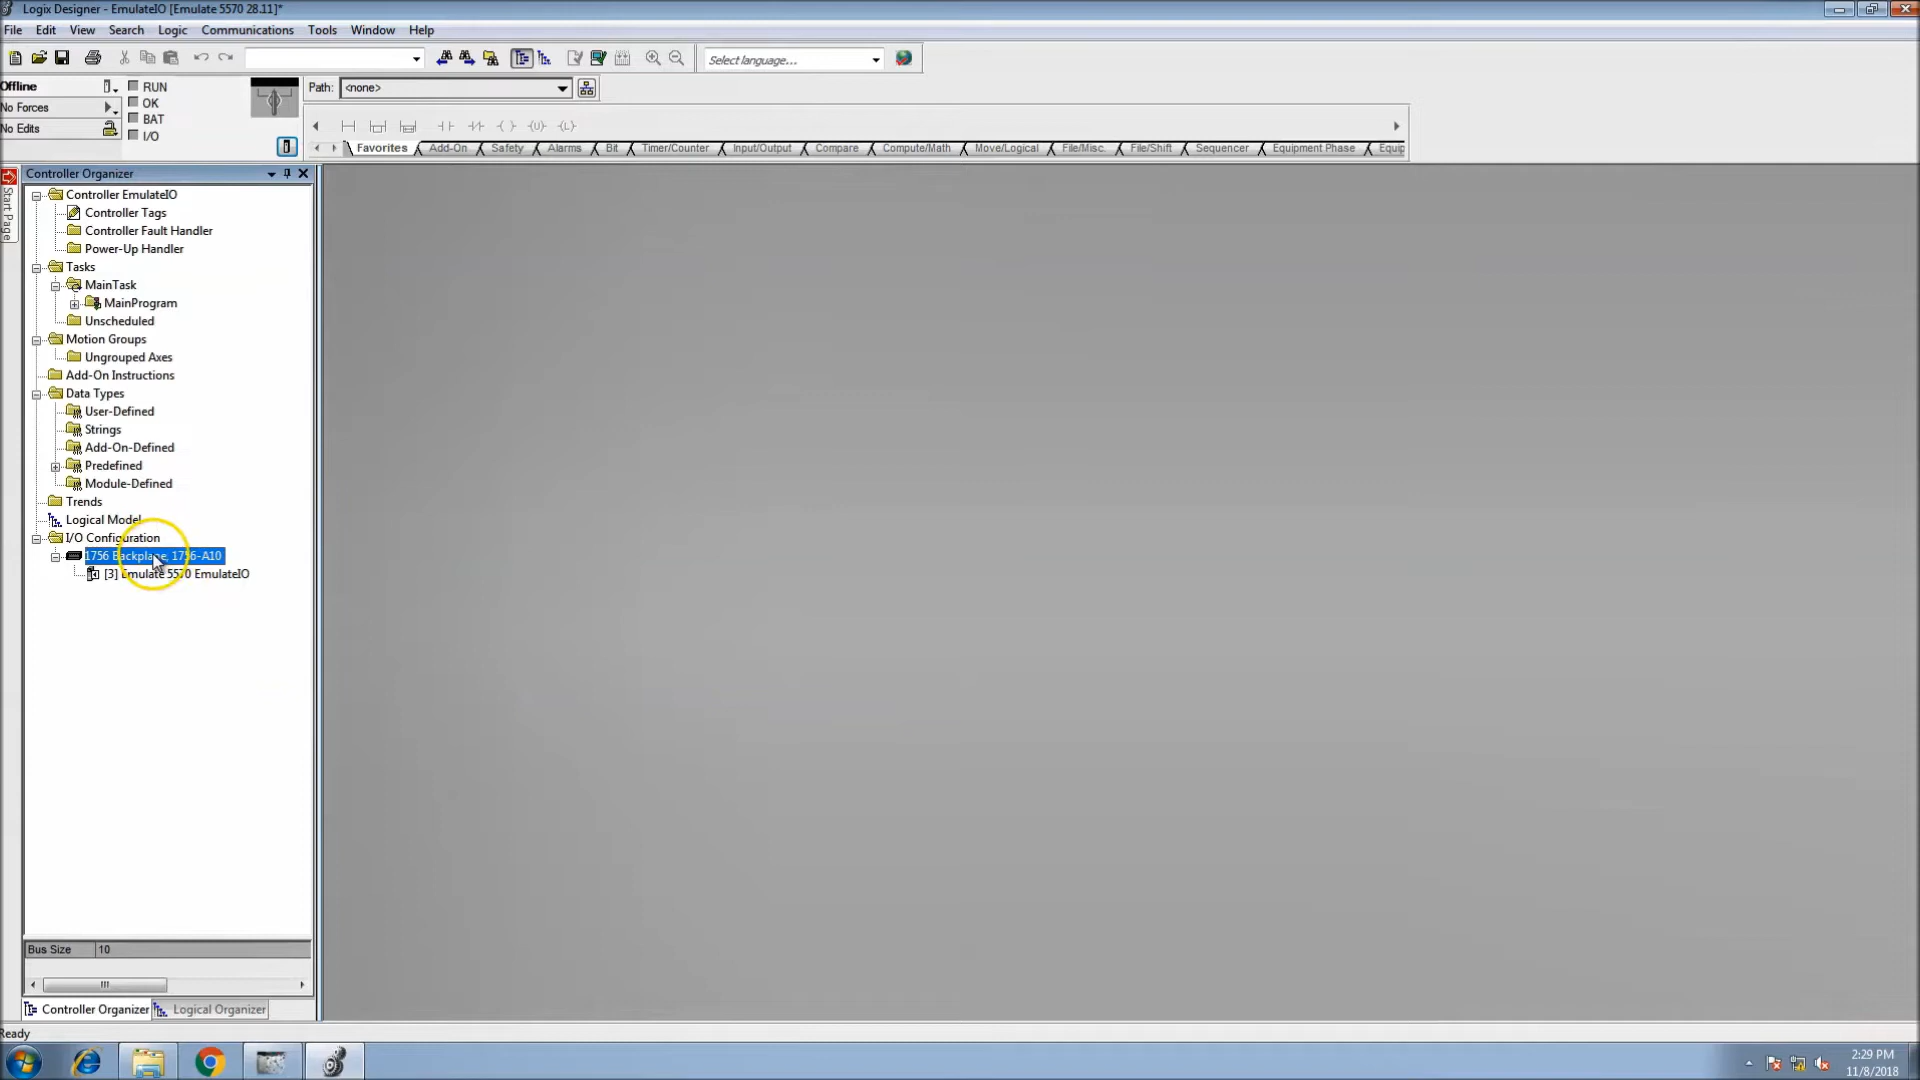 Logix Designer - EmulateIO [Emulate 5570 28.11]*
File Edit View Search Logic Communications Tools Window Help
Select language...
Offline
RUN
Path: <none>
No Forces
OK
BAT
No Edits
I/O
Favorites Add-On Safety Alarms Bit Timer/Counter Input/Output Compare Compute/Math Move/Logical File/Misc. File/Shift Sequencer Equipment Phase Equip
Start Page
Controller Organizer
Controller EmulateIO
Controller Tags
Controller Fault Handler
Power-Up Handler
Tasks
MainTask
MainProgram
Unscheduled
Motion Groups
Ungrouped Axes
Add-On Instructions
Data Types
User-Defined
Strings
Add-On-Defined
Predefined
Module-Defined
Trends
Logical Model
I/O Configuration
1756 Backplane, 1756-A10
[3] Emulate 5570 EmulateIO
Bus Size 10
Controller Organizer Logical Organizer
Ready
2:29 PM
11/8/2018